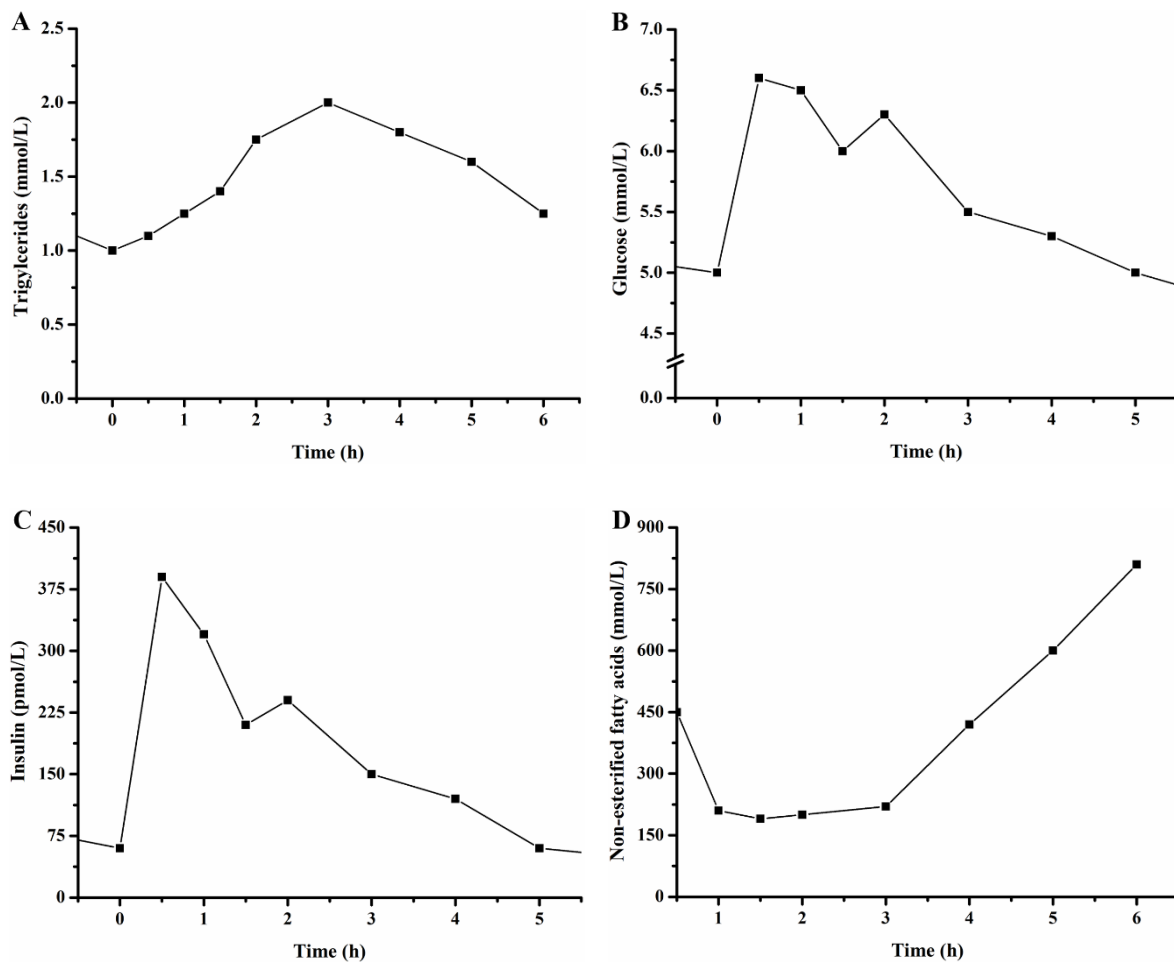 A
2.5
2.0
1.5
1.0
0.5
0.0
Trigylcerides (mmol/L)
0 1 2 3 4 5 6
Time (h)
B
7.0
6.5
6.0
5.5
5.0
4.5
0.0
Glucose (mmol/L)
0 1 2 3 4 5
Time (h)
C
450
375
300
225
150
75
0
Insulin (pmol/L)
0 1 2 3 4 5
Time (h)
D
900
750
600
450
300
150
0
Non-esterified fatty acids (mmol/L)
1 2 3 4 5 6
Time (h)